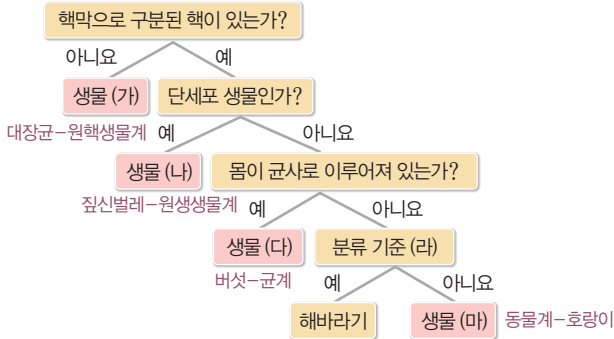 핵막으로 구분된 핵이 있는가?
아니요 예
생물 (가) 단세포 생물인가?
대장균-원핵생물계 예 아니요
생물 (나) 몸이 균사로 이루어져 있는가?
짚신벌레-원생생물계 예 아니요
생물 (다) 분류 기준 (라)
버섯-균계 예 아니요
해바라기 생물 (마) 동물계-호랑이